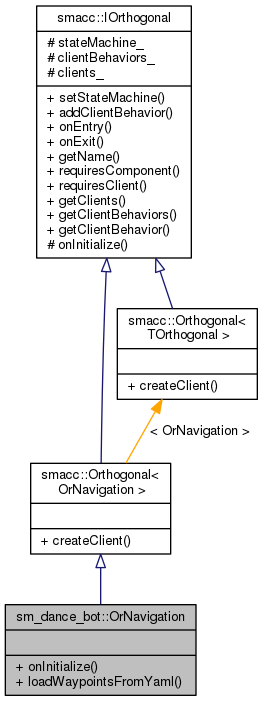 smacc::IOrthogonal
# stateMachine_
# clientBehaviors_
# clients_
+ setStateMachine()
+ addClientBehavior()
+ onEntry()
+ onExit()
+ getName()
+ requiresComponent()
+ requiresClient()
+ getClients()
+ getClientBehaviors()
+ getClientBehavior()
# onInitialize()
smacc::Orthogonal<
TOrthogonal >
+ createClient()
< OrNavigation >
smacc::Orthogonal<
OrNavigation >
+ createClient()
sm_dance_bot::OrNavigation
+ onInitialize()
+ loadWaypointsFromYaml()